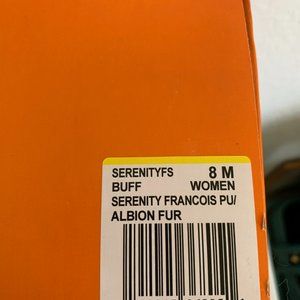 SERENITYFS 8 M
BUFF WOMEN
SERENITY FRANCOIS PU/
ALBION FUR